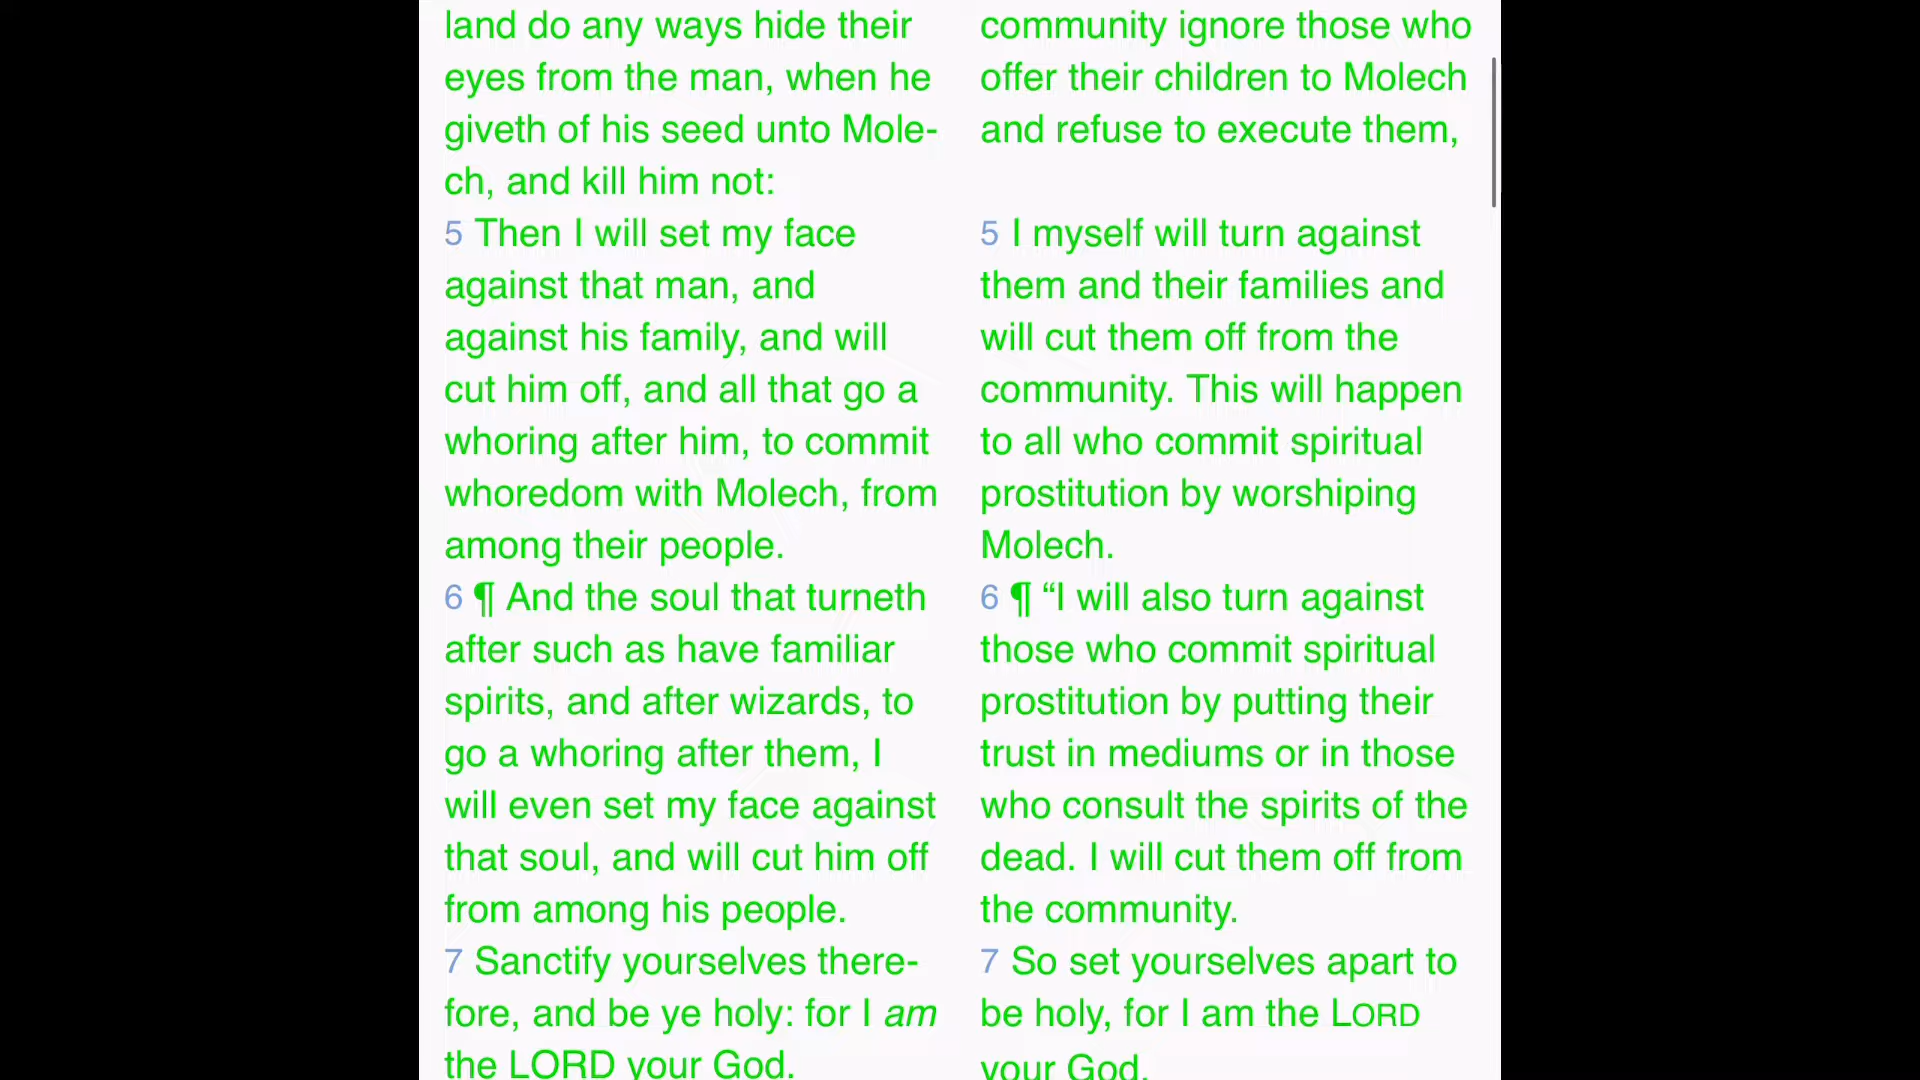 land do any ways hide their
eyes from the man, when he
giveth of his seed unto Mole-
ch, and kill him not:
5 Then I will set my face
against that man, and
against his family, and will
cut him off, and all that go a
whoring after him, to commit
whoredom with Molech, from
among their people.
6 ¶ And the soul that turneth
after such as have familiar
spirits, and after wizards, to
go a whoring after them, I
will even set my face against
that soul, and will cut him off
from among his people.
7 Sanctify yourselves there-
fore, and be ye holy: for I am
the LORD your God.
community ignore those who
offer their children to Molech
and refuse to execute them,
5 I myself will turn against
them and their families and
will cut them off from the
community. This will happen
to all who commit spiritual
prostitution by worshiping
Molech.
6 ¶ “I will also turn against
those who commit spiritual
prostitution by putting their
trust in mediums or in those
who consult the spirits of the
dead. I will cut them off from
the community.
7 So set yourselves apart to
be holy, for I am the LORD
your God.